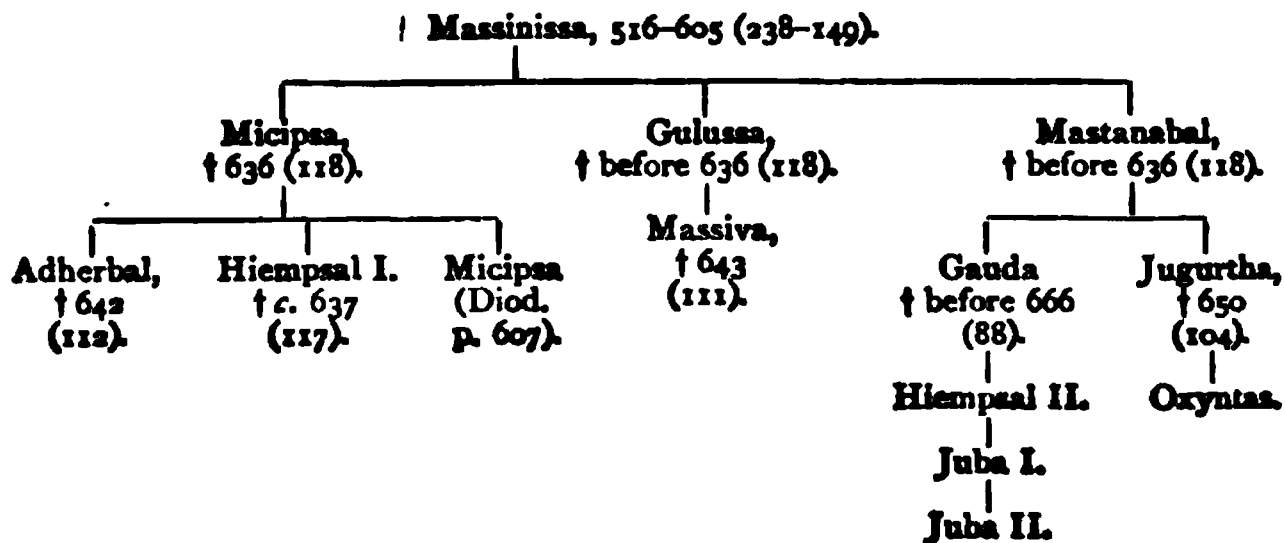 Massinissa, 516–605 (238–149).
Micipsa,
† 636 (118).
Gulussa,
† before 636 (118).
Mastanabal,
† before 636 (118).
Adherbal,
† 642
(112).
Hiempsal I.
† c. 637
(117).
Micipsa
(Diod.
p. 607).
Massiva,
† 643
(111).
Gauda
† before 666
(88).
Jugurtha,
† 650
(104).
Hiempsal II.
Oxyntas.
Juba I.
Juba II.